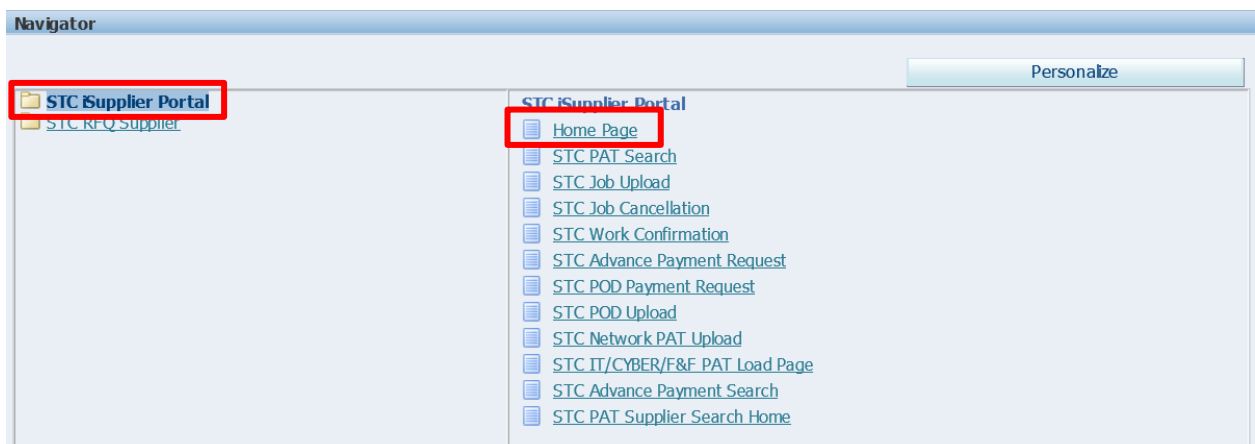 Navigator
Personalize
STC iSupplier Portal
STC RFQ Supplier
STC iSupplier Portal
Home Page
STC PAT Search
STC Job Upload
STC Job Cancellation
STC Work Confirmation
STC Advance Payment Request
STC POD Payment Request
STC POD Upload
STC Network PAT Upload
STC IT/CYBER/F&F PAT Load Page
STC Advance Payment Search
STC PAT Supplier Search Home